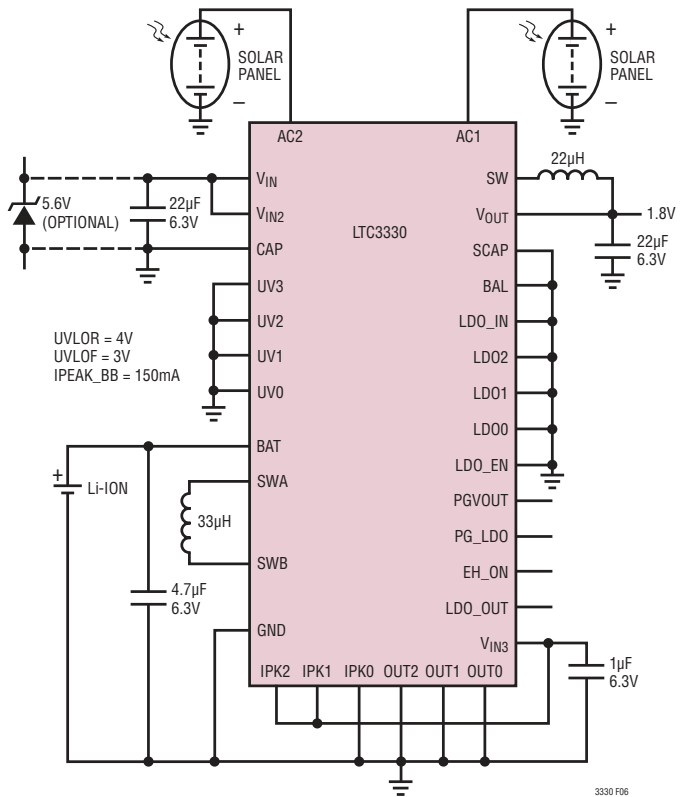 +
SOLAR
PANEL
–
+
SOLAR
PANEL
–
AC2
AC1
VIN
VIN2
CAP
UV3
UV2
UV1
UV0
BAT
SWA
SWB
GND
LTC3330
SW
VOUT
SCAP
BAL
LDO_IN
LDO2
LDO1
LDO0
LDO_EN
PGVOUT
PG_LDO
EH_ON
LDO_OUT
VIN3
IPK2
IPK1
IPK0
OUT2
OUT1
OUT0
5.6V
(OPTIONAL)
22µF
6.3V
UVLOR = 4V
UVLOF = 3V
IPEAK_BB = 150mA
+
Li-ION
33µH
4.7µF
6.3V
22µH
1.8V
22µF
6.3V
1µF
6.3V
3330 F06